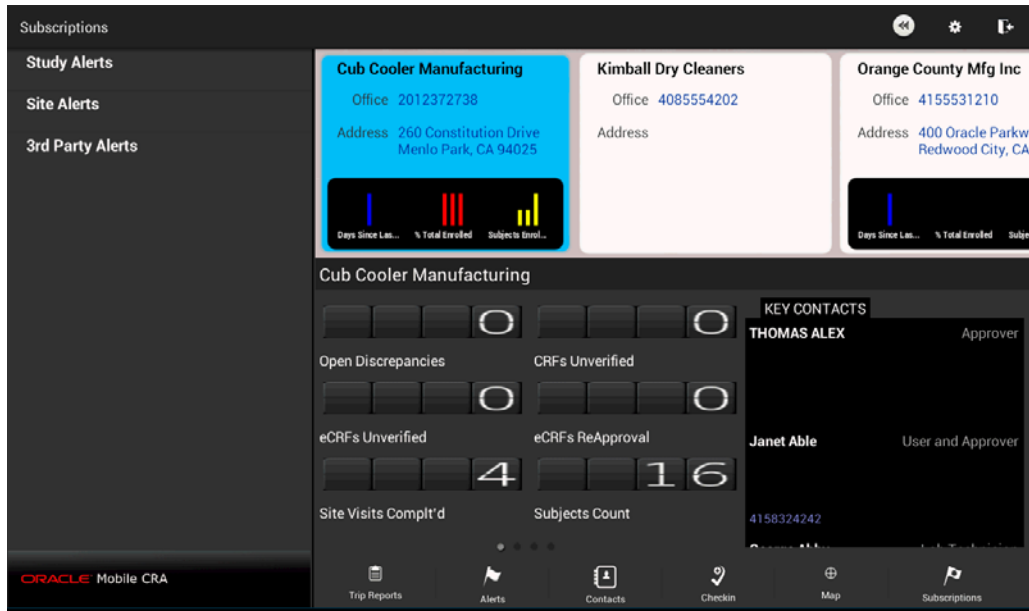 Subscriptions
Study Alerts
Site Alerts
3rd Party Alerts
ORACLE Mobile CRA
Cub Cooler Manufacturing
Office 2012372738
Address 260 Constitution Drive
Menlo Park, CA 94025
Days Since Las... % Total Enrolled Subjects Enrol...
Kimball Dry Cleaners
Office 4085554202
Address
Orange County Mfg Inc
Office 4155531210
Address 400 Oracle Parkw
Redwood City, CA
Days Since Las... % Total Enrolled Subje
Cub Cooler Manufacturing
0 0
Open Discrepancies CRFs Unverified
0 0
eCRFs Unverified eCRFs ReApproval
4 16
Site Visits Complt'd Subjects Count
KEY CONTACTS
THOMAS ALEX Approver
Janet Able User and Approver
4158324242
Trip Reports Alerts Contacts Checkin Map Subscriptions